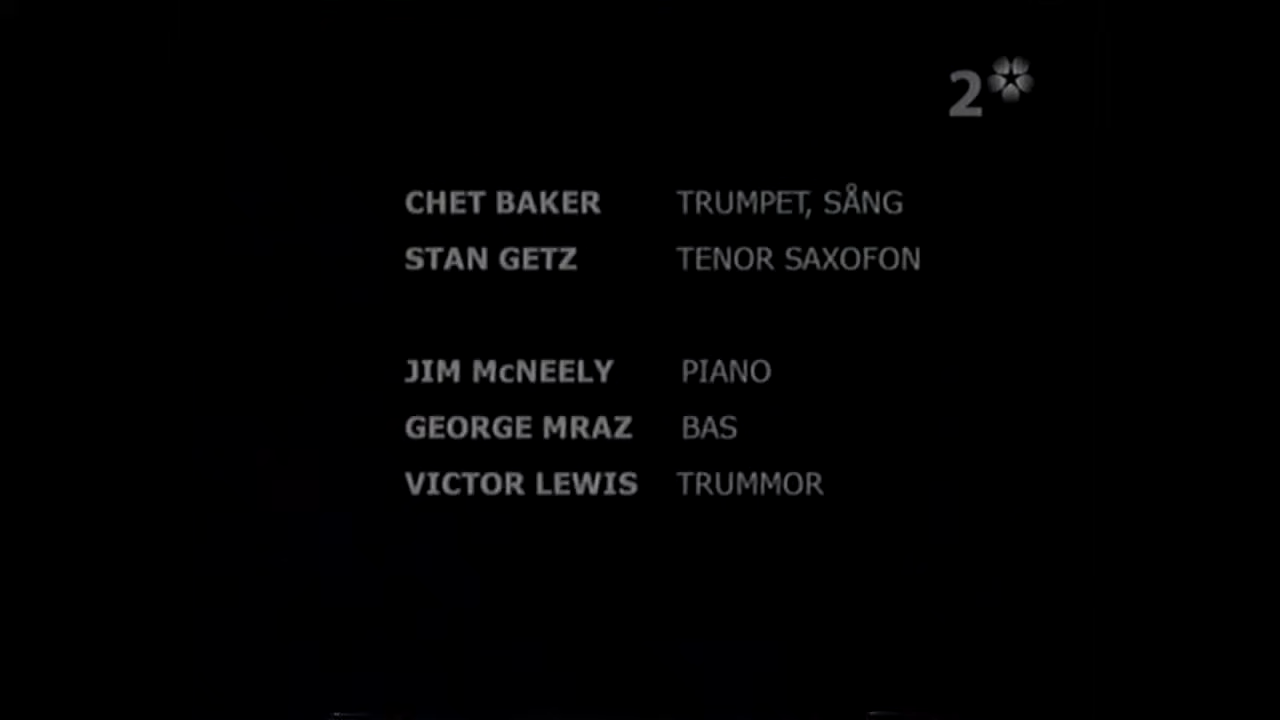 2
CHET BAKER TRUMPET, SÅNG
STAN GETZ TENOR SAXOFON
JIM McNEELY PIANO
GEORGE MRAZ BAS
VICTOR LEWIS TRUMMOR